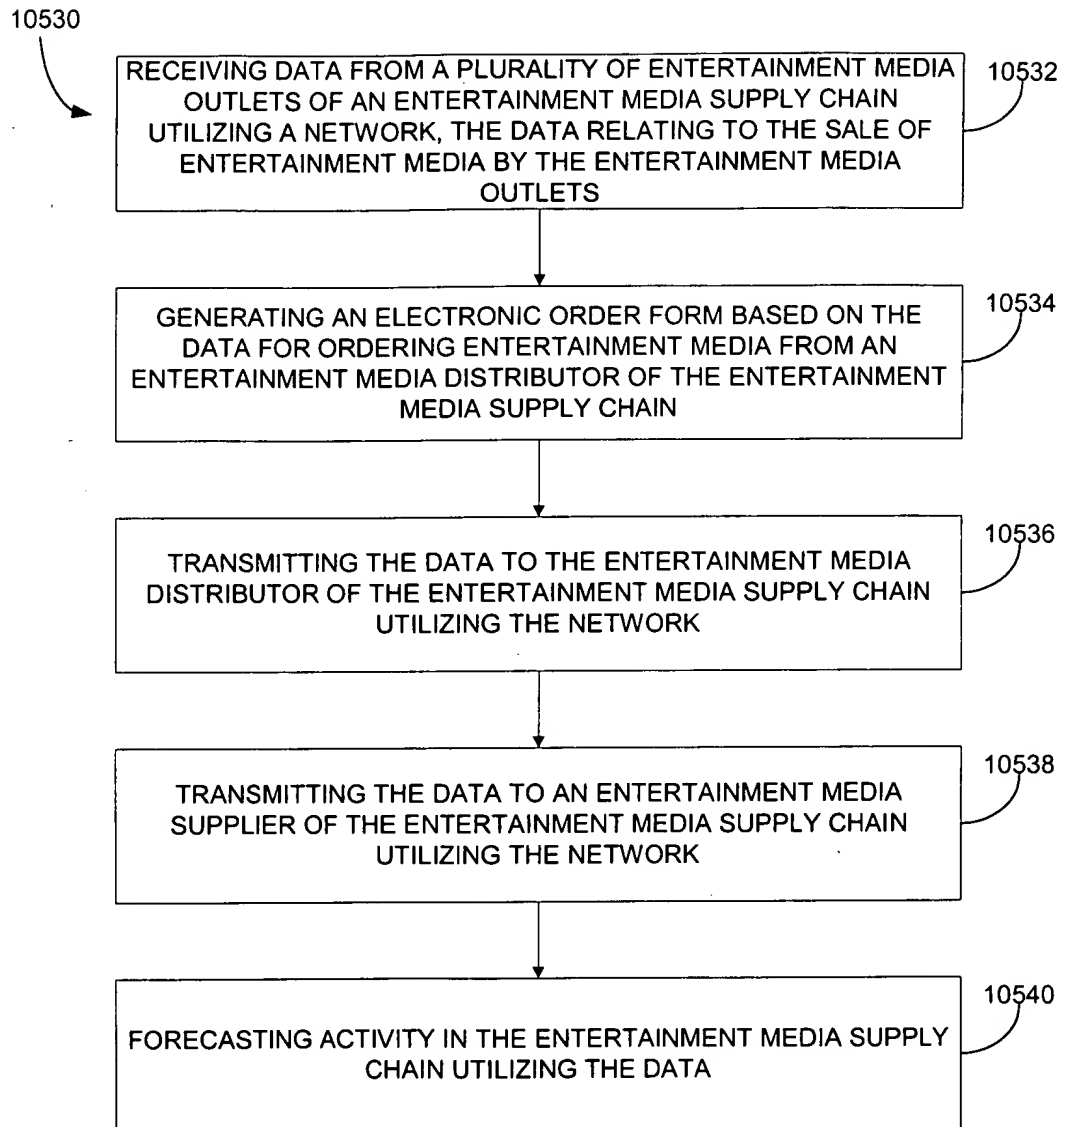 10530
RECEIVING DATA FROM A PLURALITY OF ENTERTAINMENT MEDIA
OUTLETS OF AN ENTERTAINMENT MEDIA SUPPLY CHAIN
UTILIZING A NETWORK, THE DATA RELATING TO THE SALE OF
ENTERTAINMENT MEDIA BY THE ENTERTAINMENT MEDIA
OUTLETS
10532
GENERATING AN ELECTRONIC ORDER FORM BASED ON THE
DATA FOR ORDERING ENTERTAINMENT MEDIA FROM AN
ENTERTAINMENT MEDIA DISTRIBUTOR OF THE ENTERTAINMENT
MEDIA SUPPLY CHAIN
10534
TRANSMITTING THE DATA TO THE ENTERTAINMENT MEDIA
DISTRIBUTOR OF THE ENTERTAINMENT MEDIA SUPPLY CHAIN
UTILIZING THE NETWORK
10536
TRANSMITTING THE DATA TO AN ENTERTAINMENT MEDIA
SUPPLIER OF THE ENTERTAINMENT MEDIA SUPPLY CHAIN
UTILIZING THE NETWORK
10538
FORECASTING ACTIVITY IN THE ENTERTAINMENT MEDIA SUPPLY
CHAIN UTILIZING THE DATA
10540